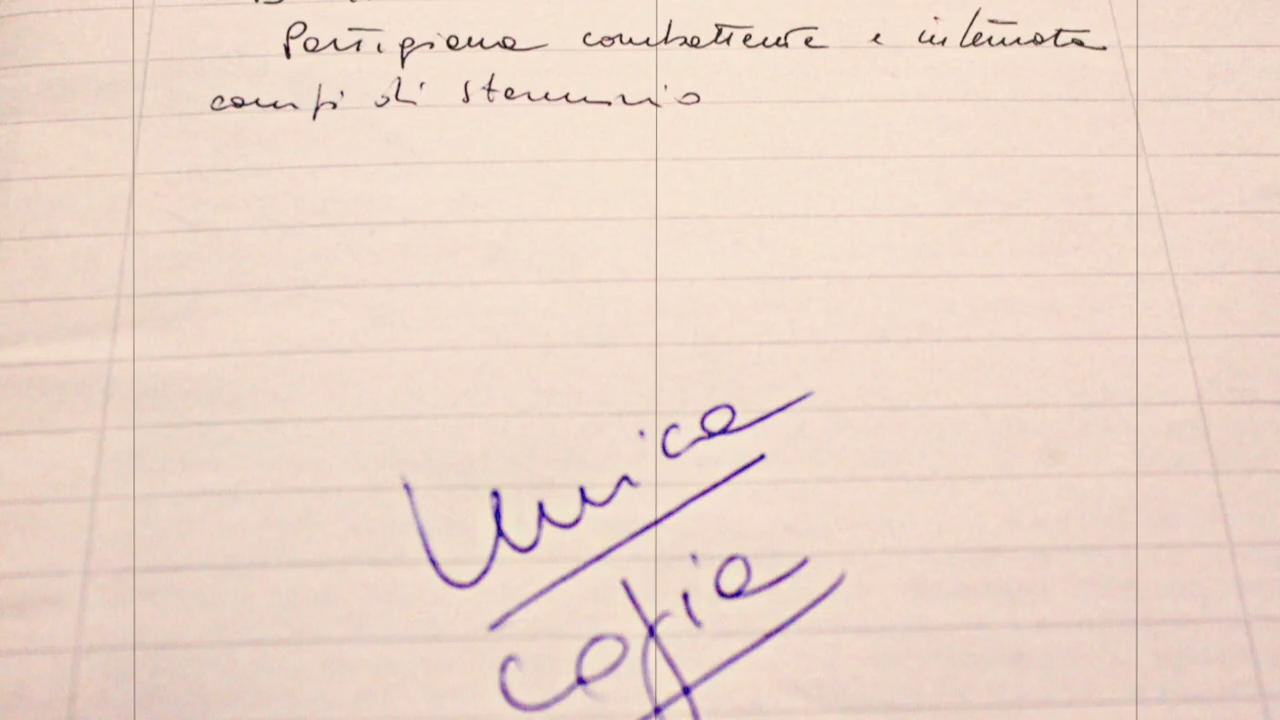 Partigiana combattente e internata
campi di sterminio
Unica
copia